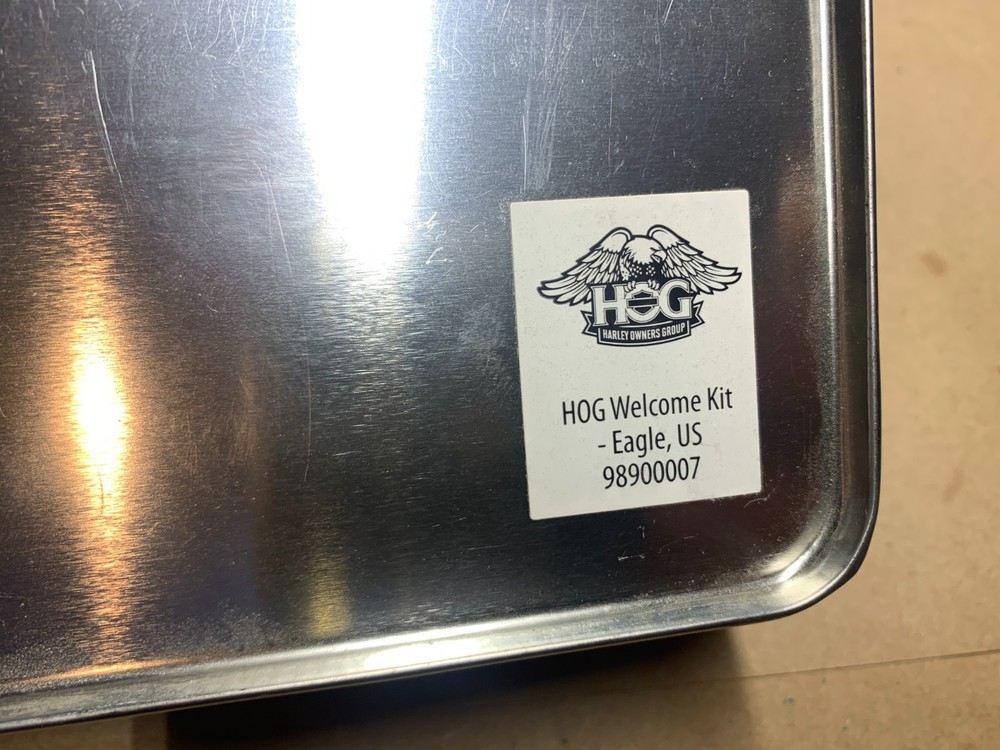 HOG
HARLEY OWNERS GROUP
HOG Welcome Kit
- Eagle, US
98900007